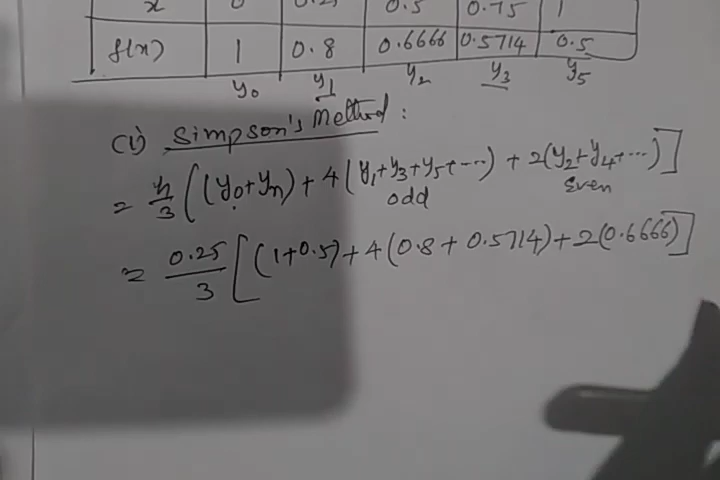 x 0 0.25 0.5 0.75 1
f(x) 1 0.8 0.6666 0.5714 0.5
y0 y1 y2 y3 y5
(i) Simpson's Method :
= h/3 [(y0+yn)+4(y1+y3+y5+...)+2(y2+y4+...)]
odd Even
= 0.25/3 [(1+0.5)+4(0.8+0.5714)+2(0.6666)]